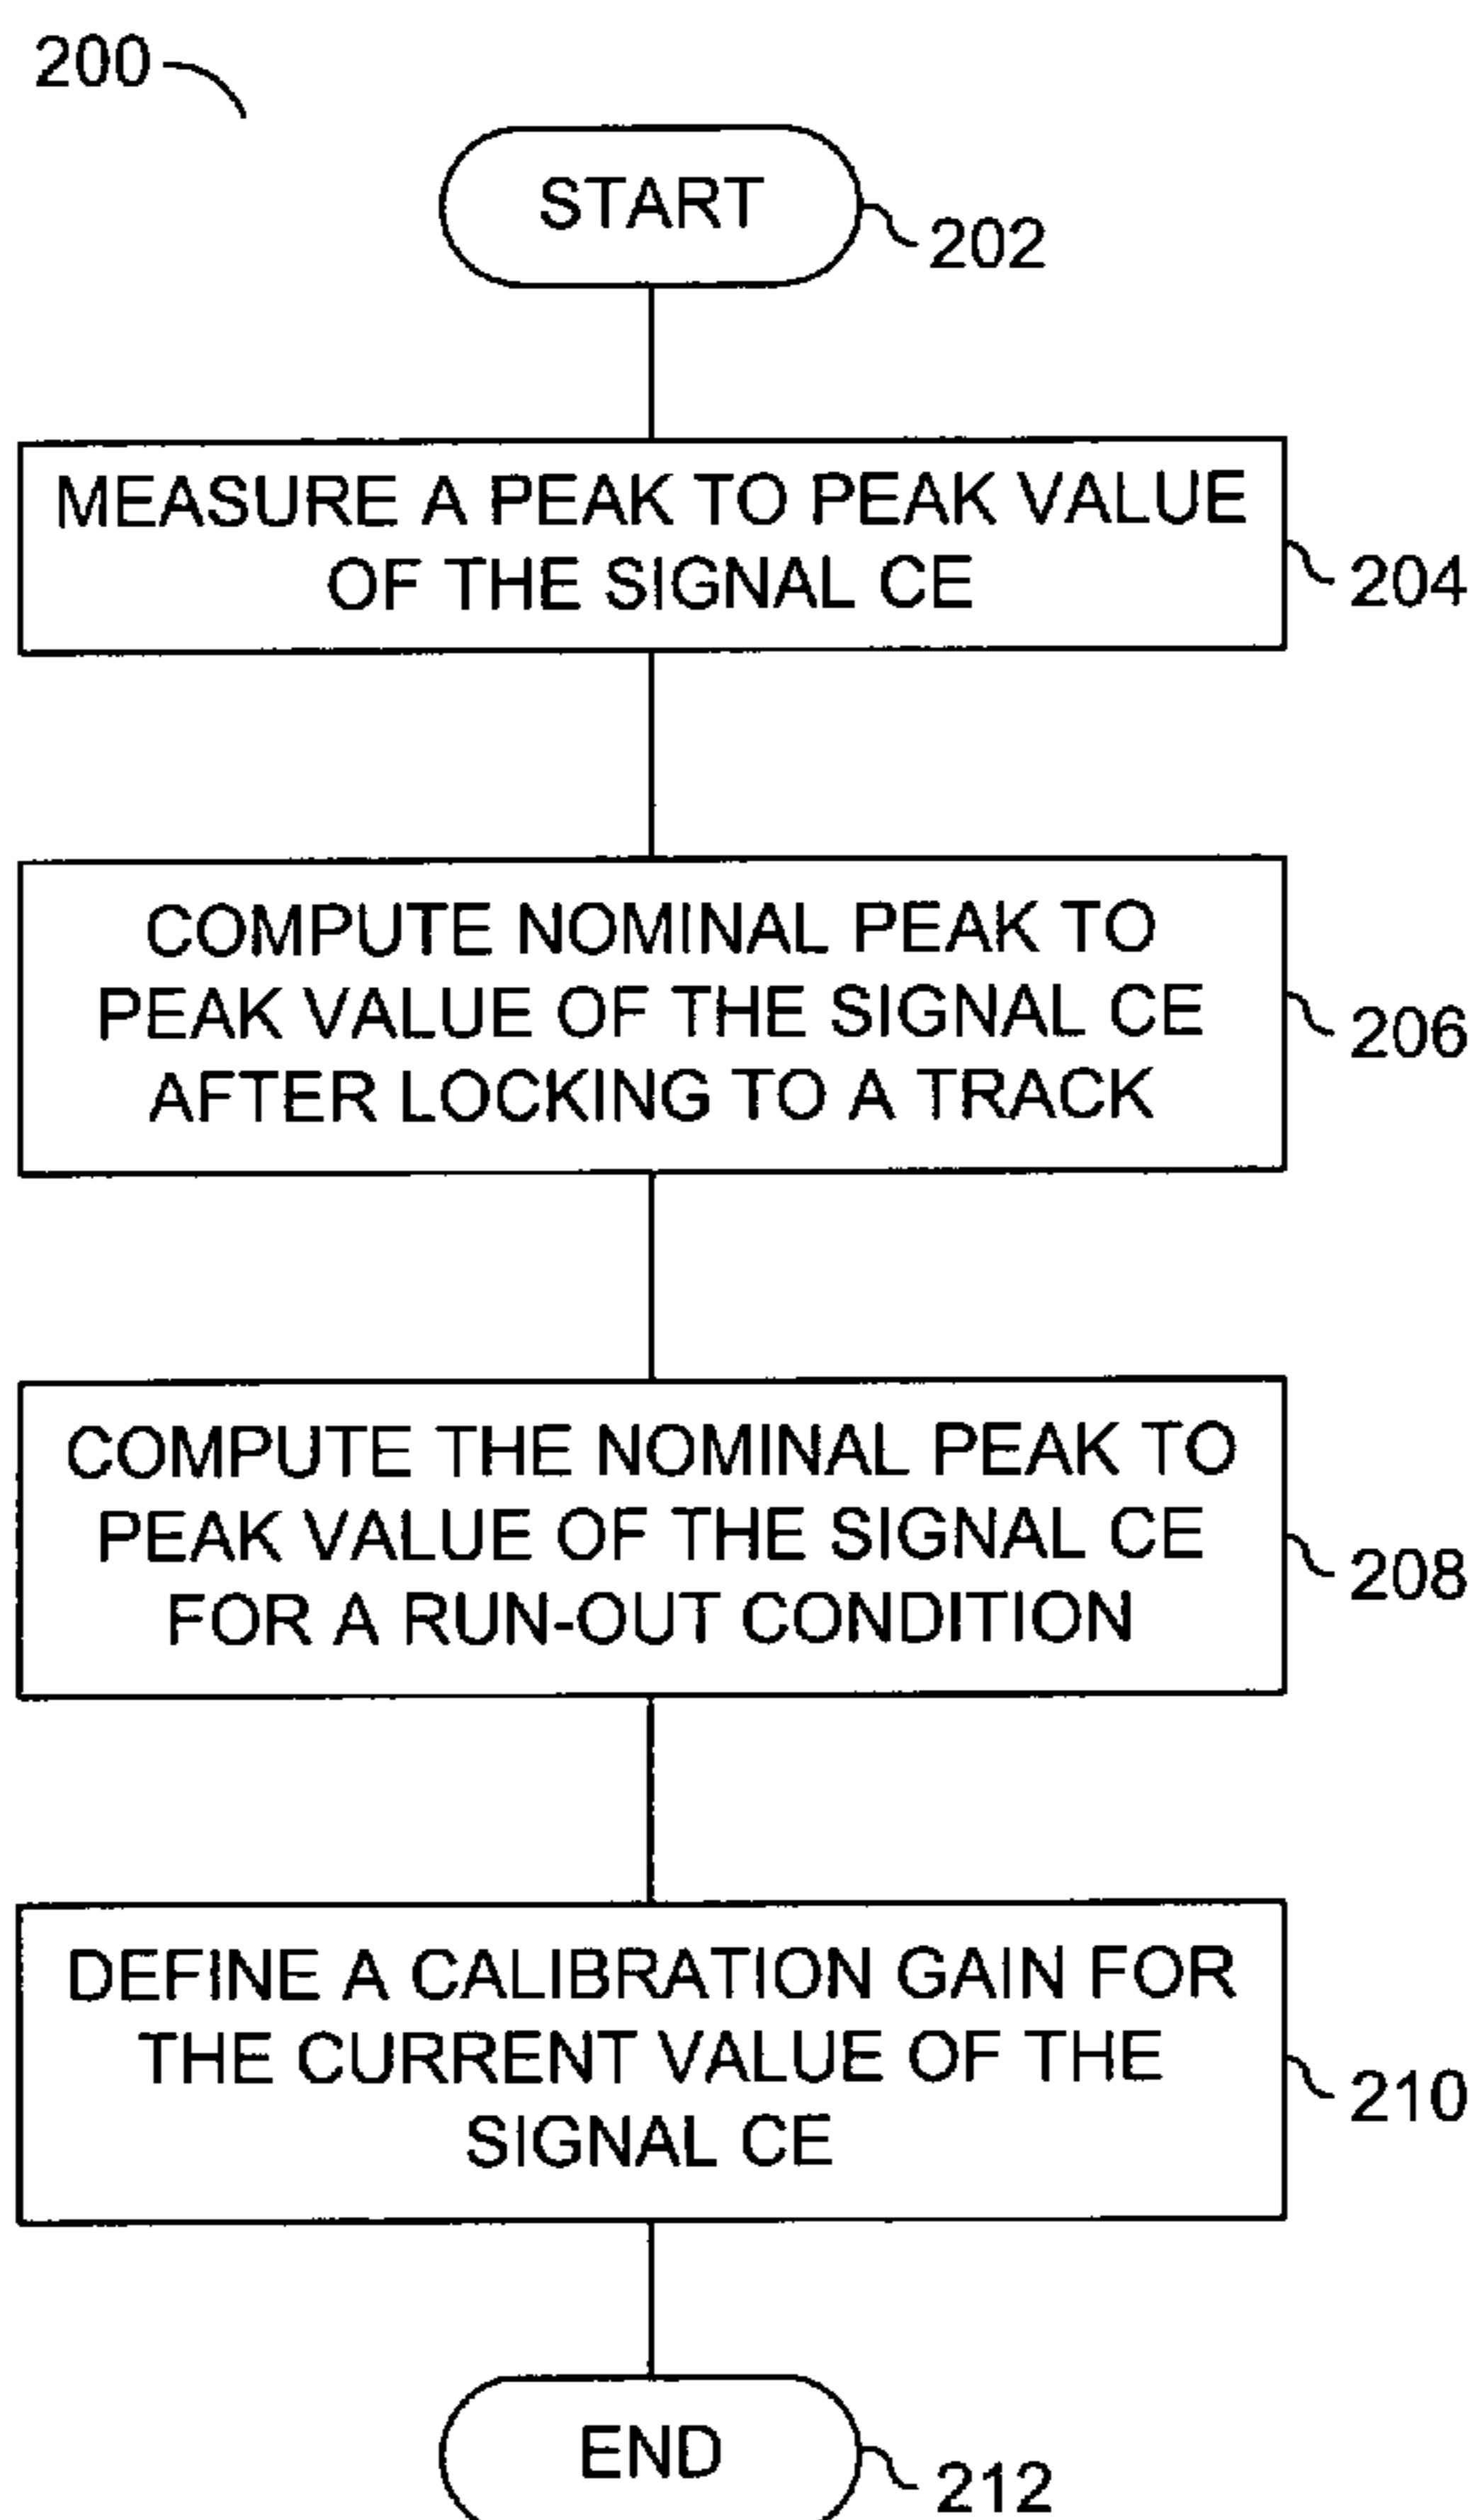 200
START
202
MEASURE A PEAK TO PEAK VALUE
OF THE SIGNAL CE
204
COMPUTE NOMINAL PEAK TO
PEAK VALUE OF THE SIGNAL CE
AFTER LOCKING TO A TRACK
206
COMPUTE THE NOMINAL PEAK TO
PEAK VALUE OF THE SIGNAL CE
FOR A RUN-OUT CONDITION
208
DEFINE A CALIBRATION GAIN FOR
THE CURRENT VALUE OF THE
SIGNAL CE
210
END
212